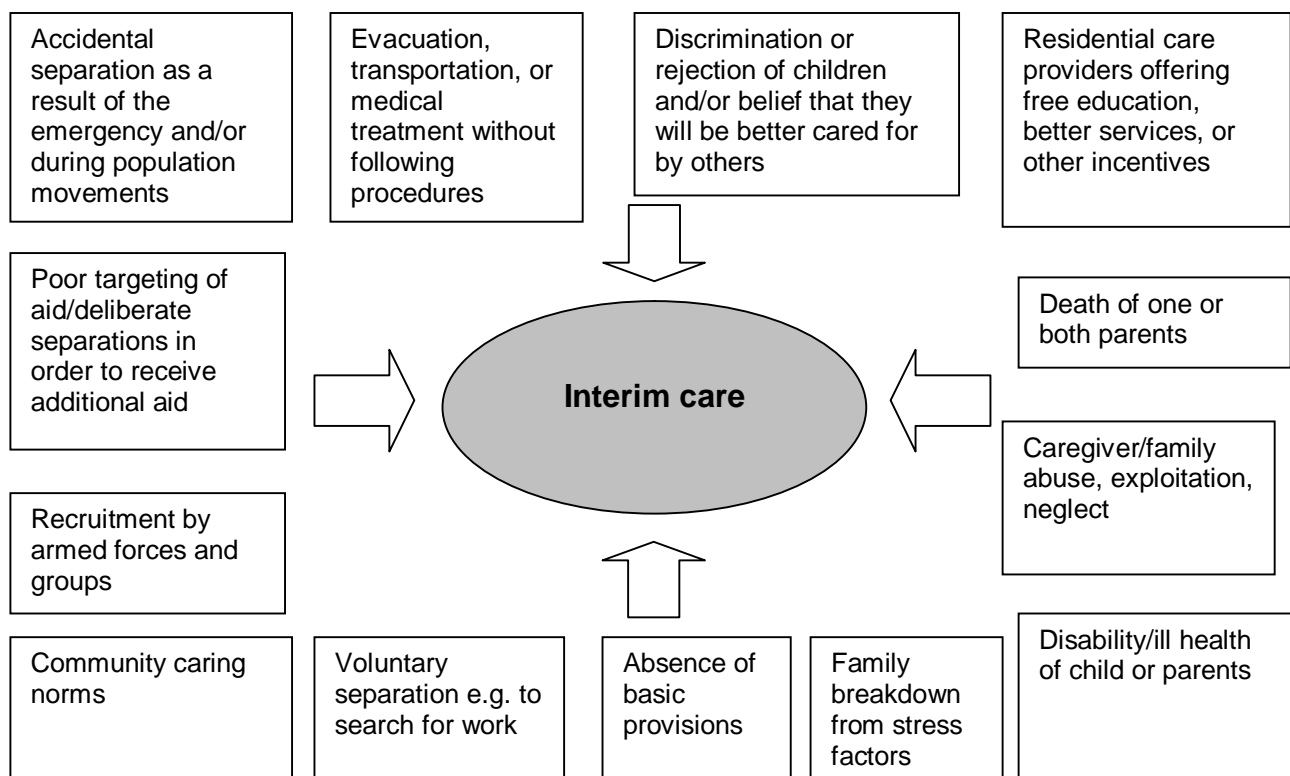 Accidental
separation as a
result of the
emergency and/or
during population
movements
Evacuation,
transportation, or
medical
treatment without
following
procedures
Discrimination or
rejection of children
and/or belief that they
will be better cared for
by others
Residential care
providers offering
free education,
better services, or
other incentives
Poor targeting of
aid/deliberate
separations in
order to receive
additional aid
Interim care
Death of one or
both parents
Caregiver/family
abuse, exploitation,
neglect
Recruitment by
armed forces and
groups
Community caring
norms
Voluntary
separation e.g. to
search for work
Absence of
basic
provisions
Family
breakdown
from stress
factors
Disability/ill health
of child or parents